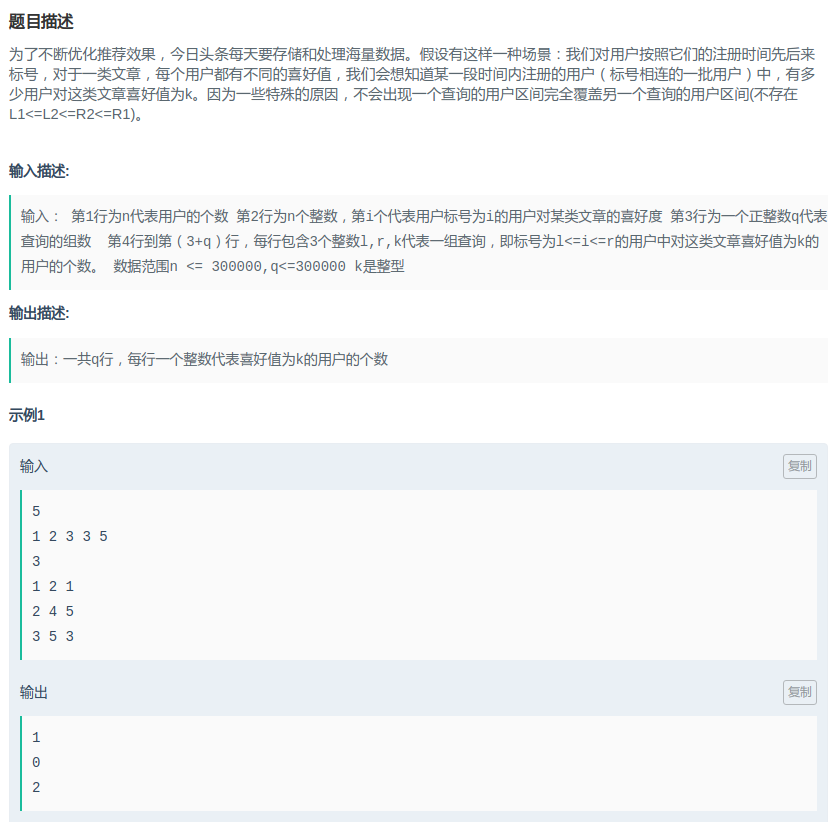 题目描述
为了不断优化推荐效果，今日头条每天要存储和处理海量数据。假设有这样一种场景：我们对用户按照它们的注册时间先后来
标号，对于一类文章，每个用户都有不同的喜好值，我们会想知道某一段时间内注册的用户（标号相连的一批用户）中，有多
少用户对这类文章喜好值为k。因为一些特殊的原因，不会出现一个查询的用户区间完全覆盖另一个查询的用户区间(不存在
L1<=L2<=R2<=R1)。
输入描述:
输入： 第1行为n代表用户的个数 第2行为n个整数，第i个代表用户标号为i的用户对某类文章的喜好度 第3行为一个正整数q代表
查询的组数  第4行到第（3+q）行，每行包含3个整数l,r,k代表一组查询，即标号为l<=i<=r的用户中对这类文章喜好值为k的
用户的个数。 数据范围n <= 300000,q<=300000 k是整型
输出描述:
输出：一共q行，每行一个整数代表喜好值为k的用户的个数
示例1
输入 复制
5
1 2 3 3 5
3
1 2 1
2 4 5
3 5 3
输出 复制
1
0
2